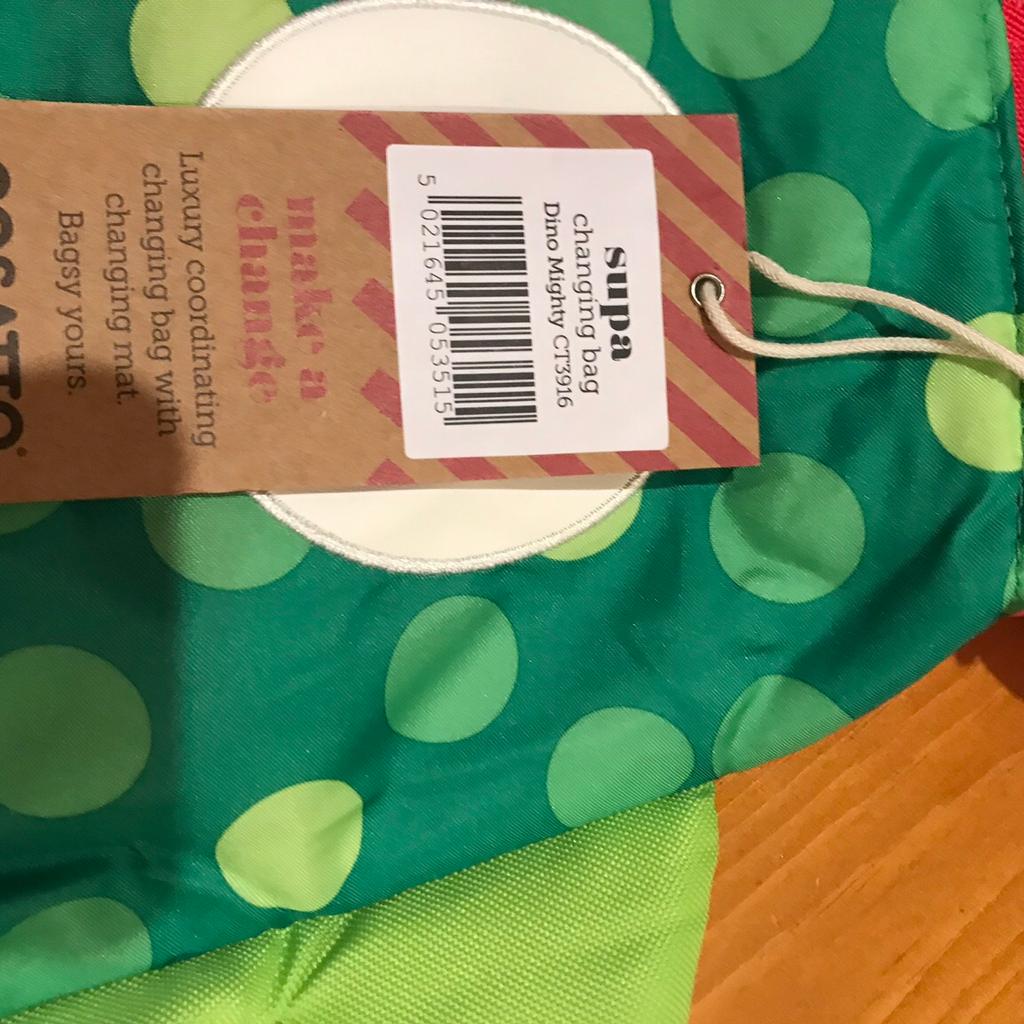 supa
changing bag
Dino Mighty CT3916
5 021645 053515
make a
change
Luxury coordinating
changing bag with
changing mat.
Bagsy yours.
COSATTO